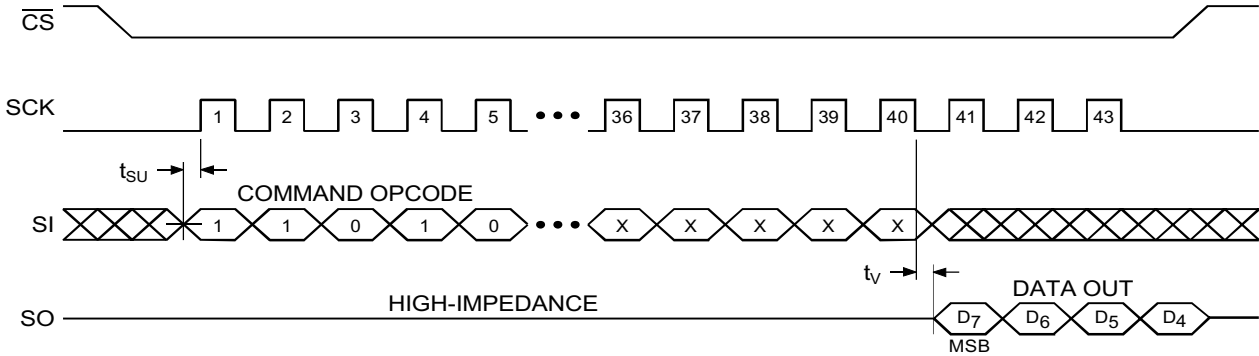 CS
SCK 1 2 3 4 5 ••• 36 37 38 39 40 41 42 43
tSU
COMMAND OPCODE
SI 1 1 0 1 0 ••• X X X X X
tV
HIGH-IMPEDANCE
DATA OUT
SO D7 D6 D5 D4
MSB